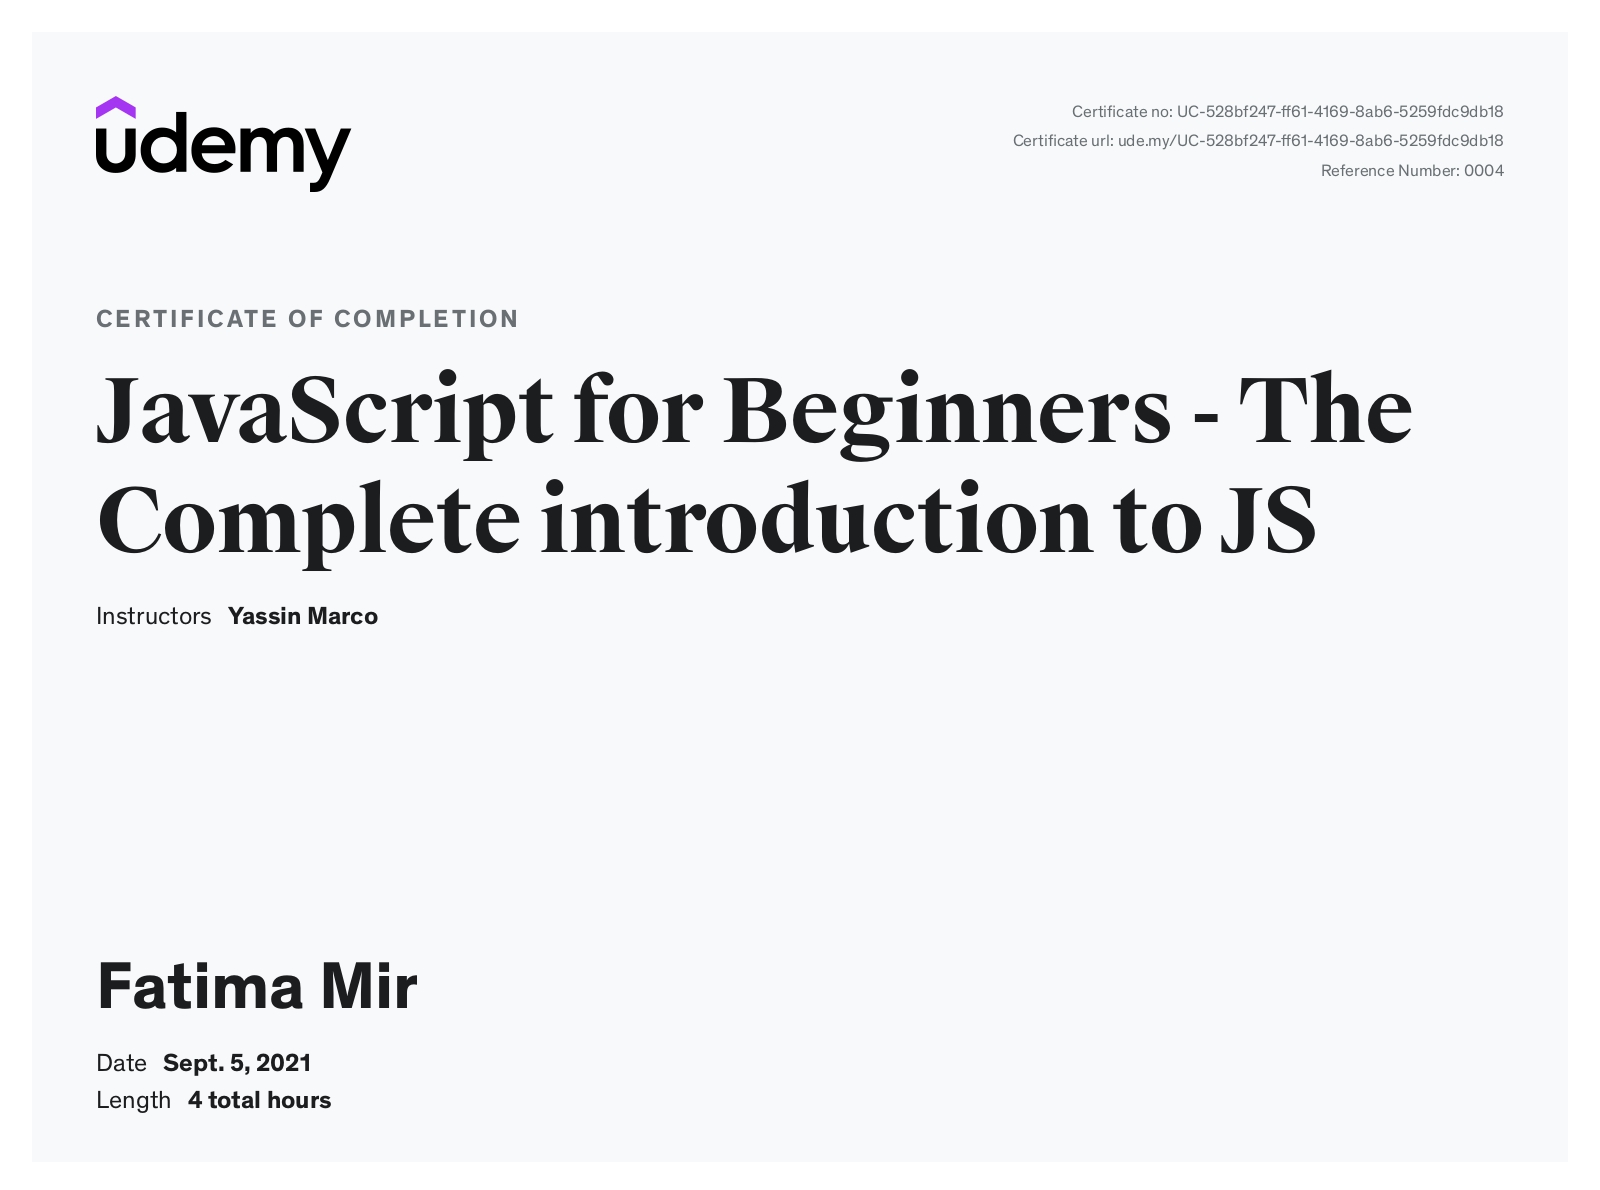 udemy
Certificate no: UC-528bf247-ff61-4169-8ab6-5259fdc9db18
Certificate url: ude.my/UC-528bf247-ff61-4169-8ab6-5259fdc9db18
Reference Number: 0004
CERTIFICATE OF COMPLETION
JavaScript for Beginners - The
Complete introduction to JS
Instructors Yassin Marco
Fatima Mir
Date Sept. 5, 2021
Length 4 total hours